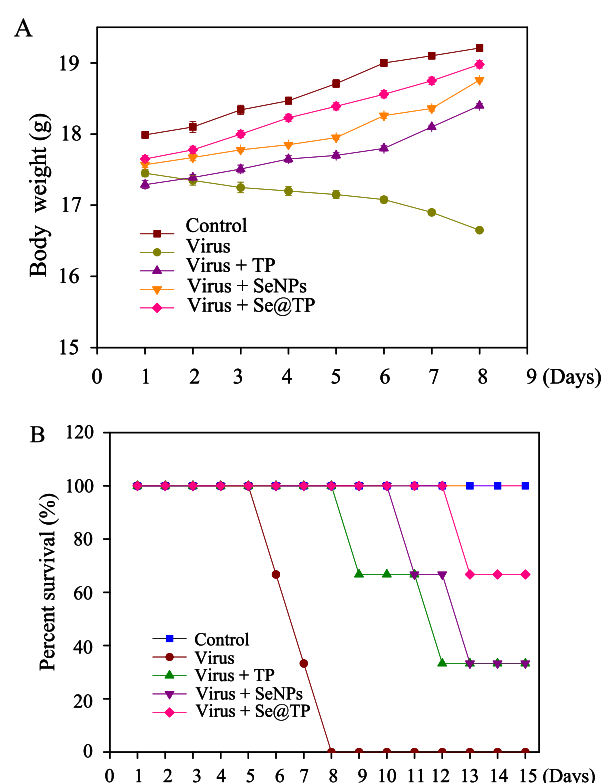 A
19
18
17
16
15
Body weight (g)
Control
Virus
Virus + TP
Virus + SeNPs
Virus + Se@TP
0 1 2 3 4 5 6 7 8 9 (Days)
B
120
100
80
60
40
20
0
Percent survival (%)
Control
Virus
Virus + TP
Virus + SeNPs
Virus + Se@TP
0 1 2 3 4 5 6 7 8 9 10 11 12 13 14 15 (Days)